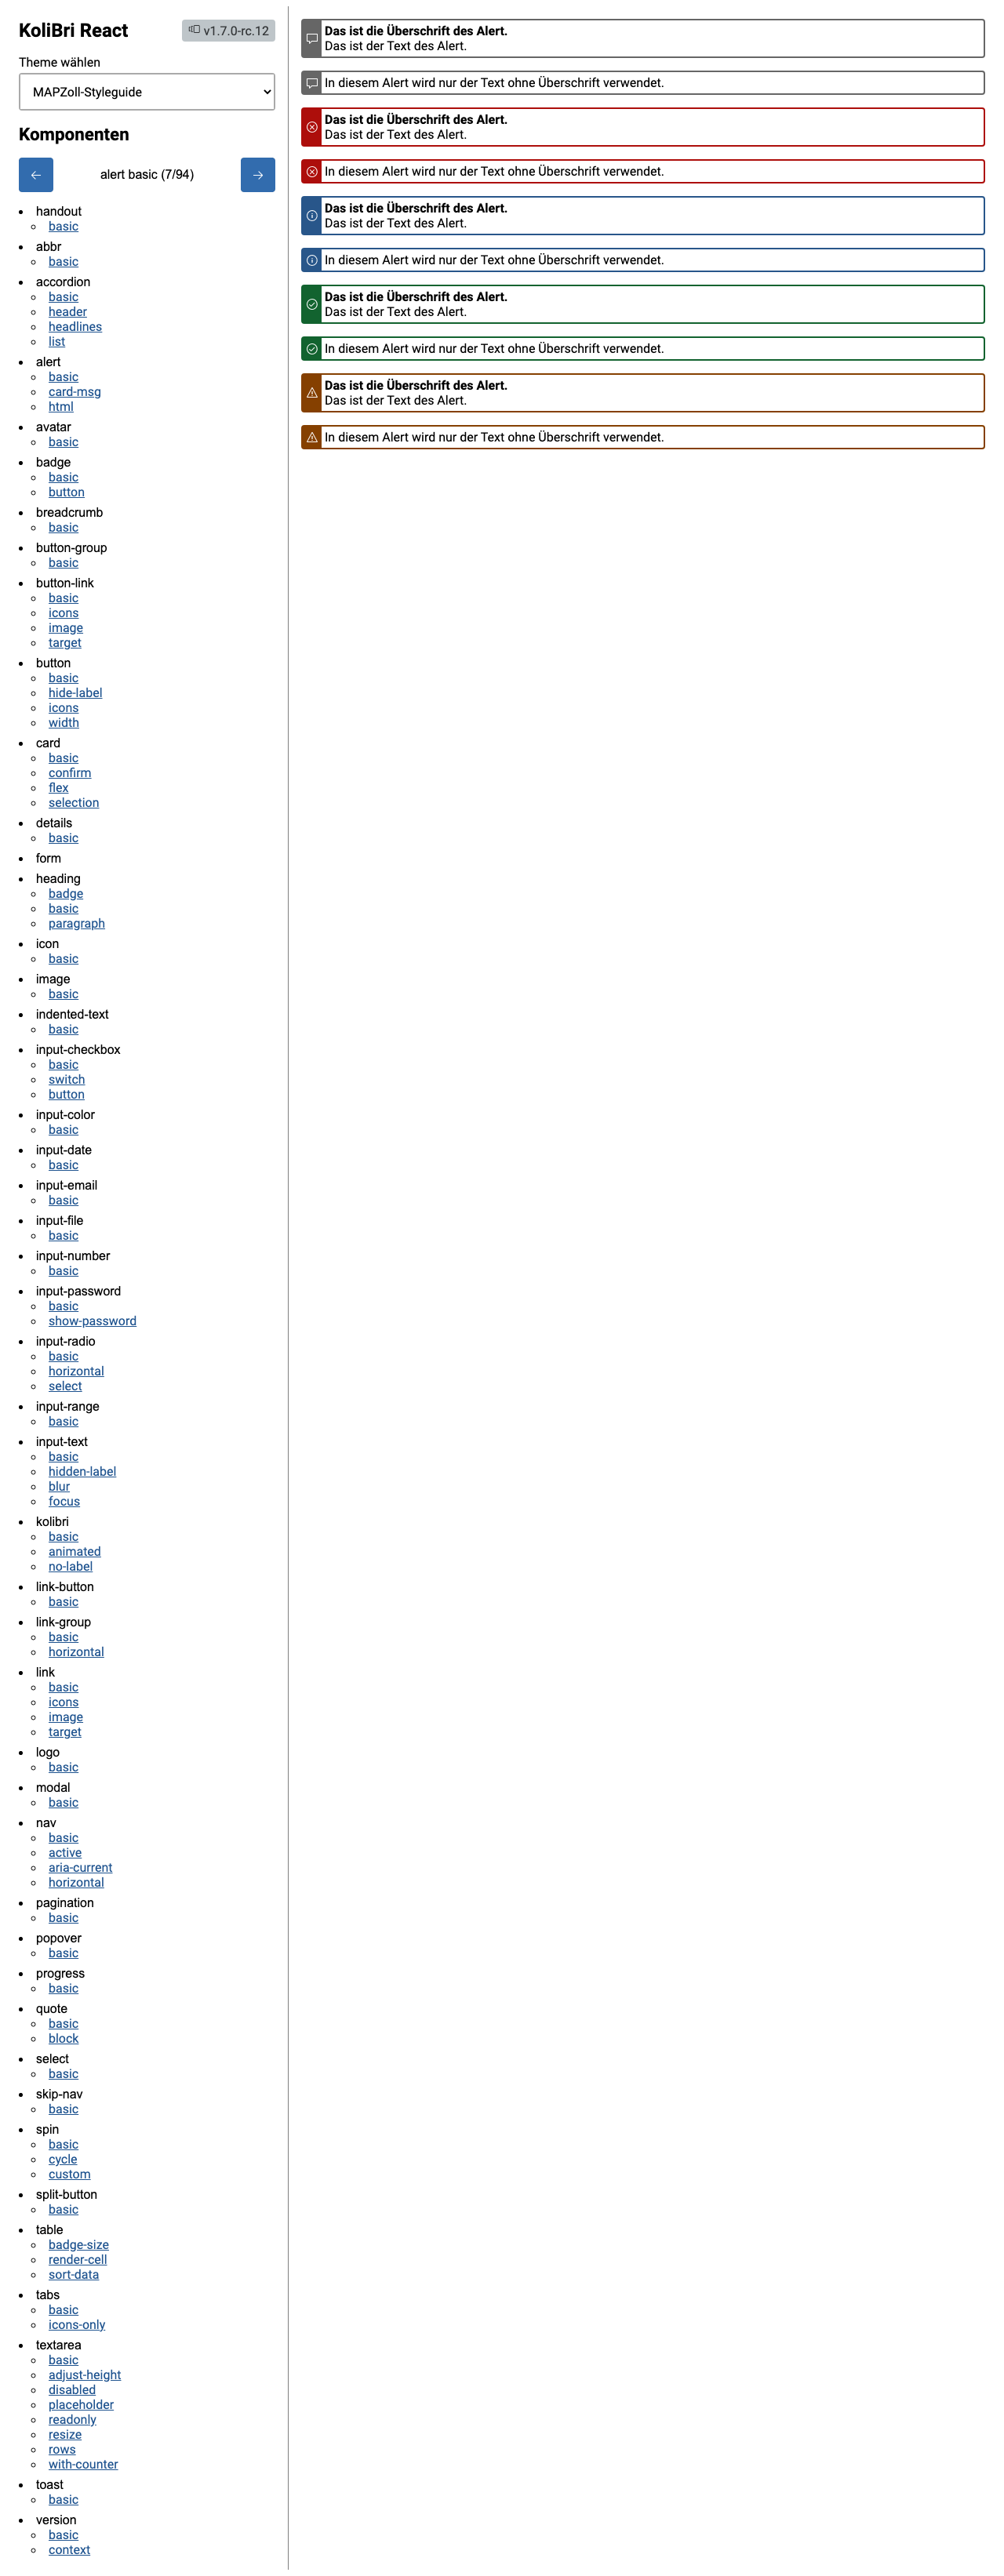 KoliBri React
v1.7.0-rc.12
Theme wählen
MAPZoll-Styleguide
Komponenten
alert basic (7/94)
handout
basic
abbr
basic
accordion
basic
header
headlines
list
alert
basic
card-msg
html
avatar
basic
badge
basic
button
breadcrumb
basic
button-group
basic
button-link
basic
icons
image
target
button
basic
hide-label
icons
width
card
basic
confirm
flex
selection
details
basic
form
heading
badge
basic
paragraph
icon
basic
image
basic
indented-text
basic
input-checkbox
basic
switch
button
input-color
basic
input-date
basic
input-email
basic
input-file
basic
input-number
basic
input-password
basic
show-password
input-radio
basic
horizontal
select
input-range
basic
input-text
basic
hidden-label
blur
focus
kolibri
basic
animated
no-label
link-button
basic
link-group
basic
horizontal
link
basic
icons
image
target
logo
basic
modal
basic
nav
basic
active
aria-current
horizontal
pagination
basic
popover
basic
progress
basic
quote
basic
block
select
basic
skip-nav
basic
spin
basic
cycle
custom
split-button
basic
table
badge-size
render-cell
sort-data
tabs
basic
icons-only
textarea
basic
adjust-height
disabled
placeholder
readonly
resize
rows
with-counter
toast
basic
version
basic
context
Das ist die Überschrift des Alert.
Das ist der Text des Alert.
In diesem Alert wird nur der Text ohne Überschrift verwendet.
Das ist die Überschrift des Alert.
Das ist der Text des Alert.
In diesem Alert wird nur der Text ohne Überschrift verwendet.
Das ist die Überschrift des Alert.
Das ist der Text des Alert.
In diesem Alert wird nur der Text ohne Überschrift verwendet.
Das ist die Überschrift des Alert.
Das ist der Text des Alert.
In diesem Alert wird nur der Text ohne Überschrift verwendet.
Das ist die Überschrift des Alert.
Das ist der Text des Alert.
In diesem Alert wird nur der Text ohne Überschrift verwendet.